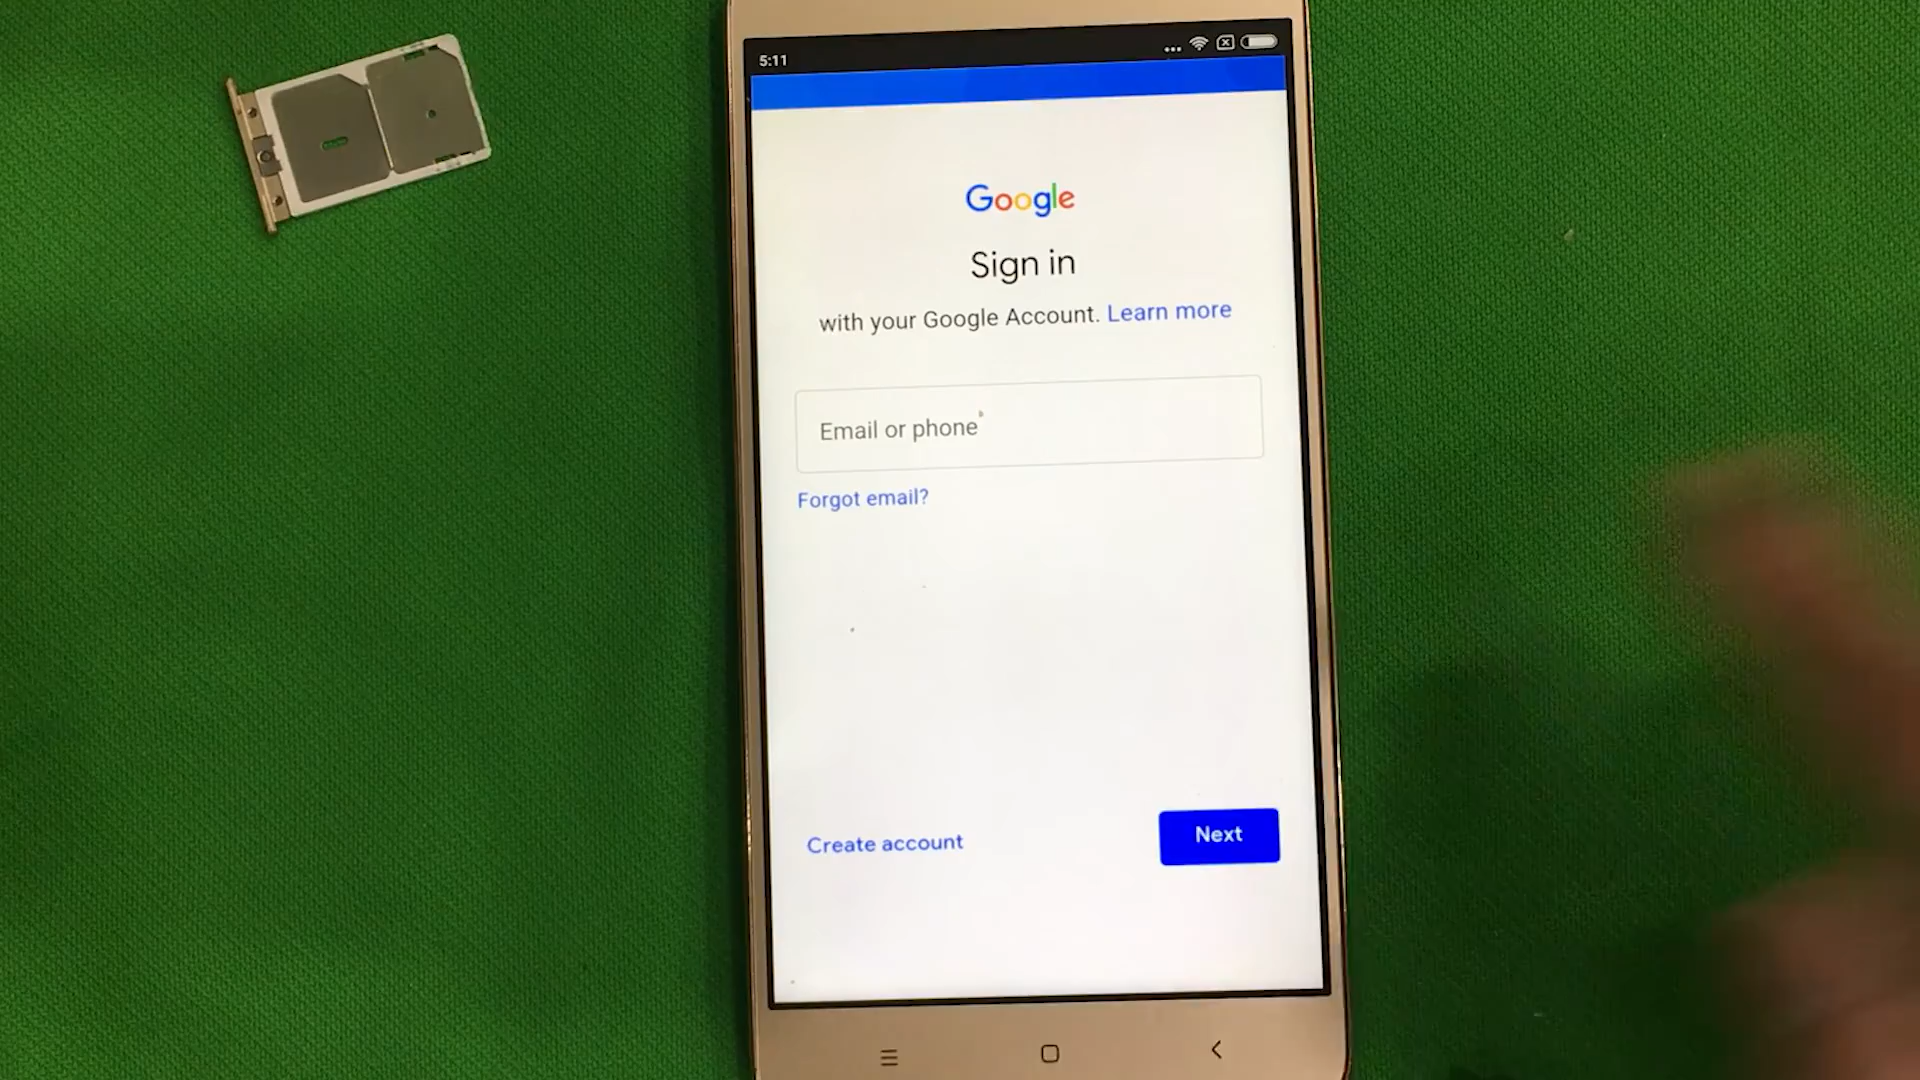 5:11
Google
Sign in
with your Google Account. Learn more
Email or phone
Forgot email?
Create account
Next